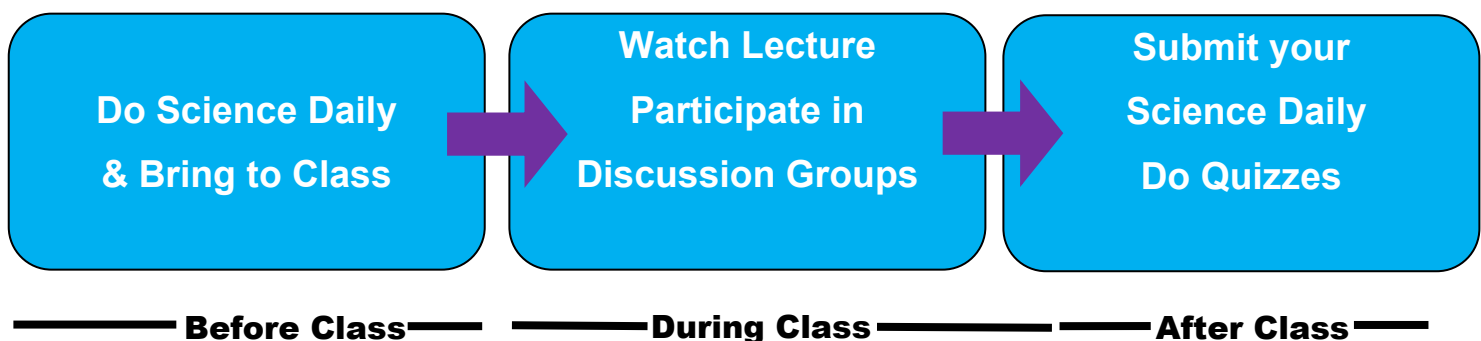 Do Science Daily
& Bring to Class
Watch Lecture
Participate in
Discussion Groups
Submit your
Science Daily
Do Quizzes
Before Class
During Class
After Class